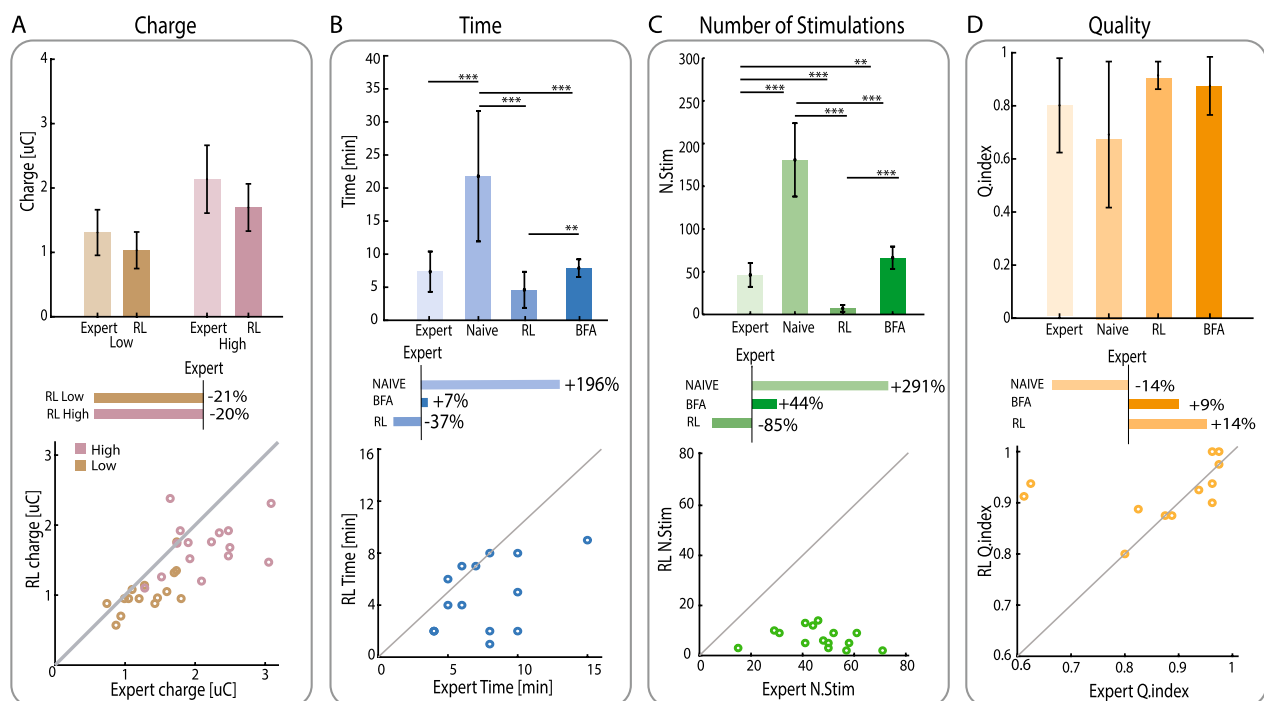 A Charge
4
3
2
1
0
Charge [uC]
Expert RL Expert RL
Low High
Expert
RL Low -21%
RL High -20%
High
Low
3
2
1
0
RL charge [uC]
1 2 3
Expert charge [uC]
B Time
40
35
30
25
20
15
10
5
0
Time [min]
***
***
***
**
Expert Naive RL BFA
Expert
NAIVE +196%
BFA +7%
RL -37%
16
12
8
4
0
RL Time [min]
5 10 15
Expert Time [min]
C Number of Stimulations
300
250
200
150
100
50
0
N.Stim
**
***
***
***
***
***
Expert Naive RL BFA
Expert
NAIVE +291%
BFA +44%
RL -85%
80
60
40
20
0
RL N.Stim
0 20 40 60 80
Expert N.Stim
D Quality
1
0.8
0.6
0.4
0.2
0
Q.index
Expert Naive RL BFA
Expert
NAIVE -14%
BFA +9%
RL +14%
1
0.9
0.8
0.7
0.6
RL Q.index
0.6 0.7 0.8 0.9 1
Expert Q.index